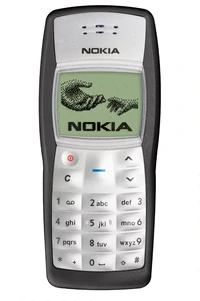 NOKIA
NOKIA
C
1 2 abc 3 def
4 ghi 5 jkl 6 mno
7 pqrs 8 tuv 9 wxyz
* + 0 #